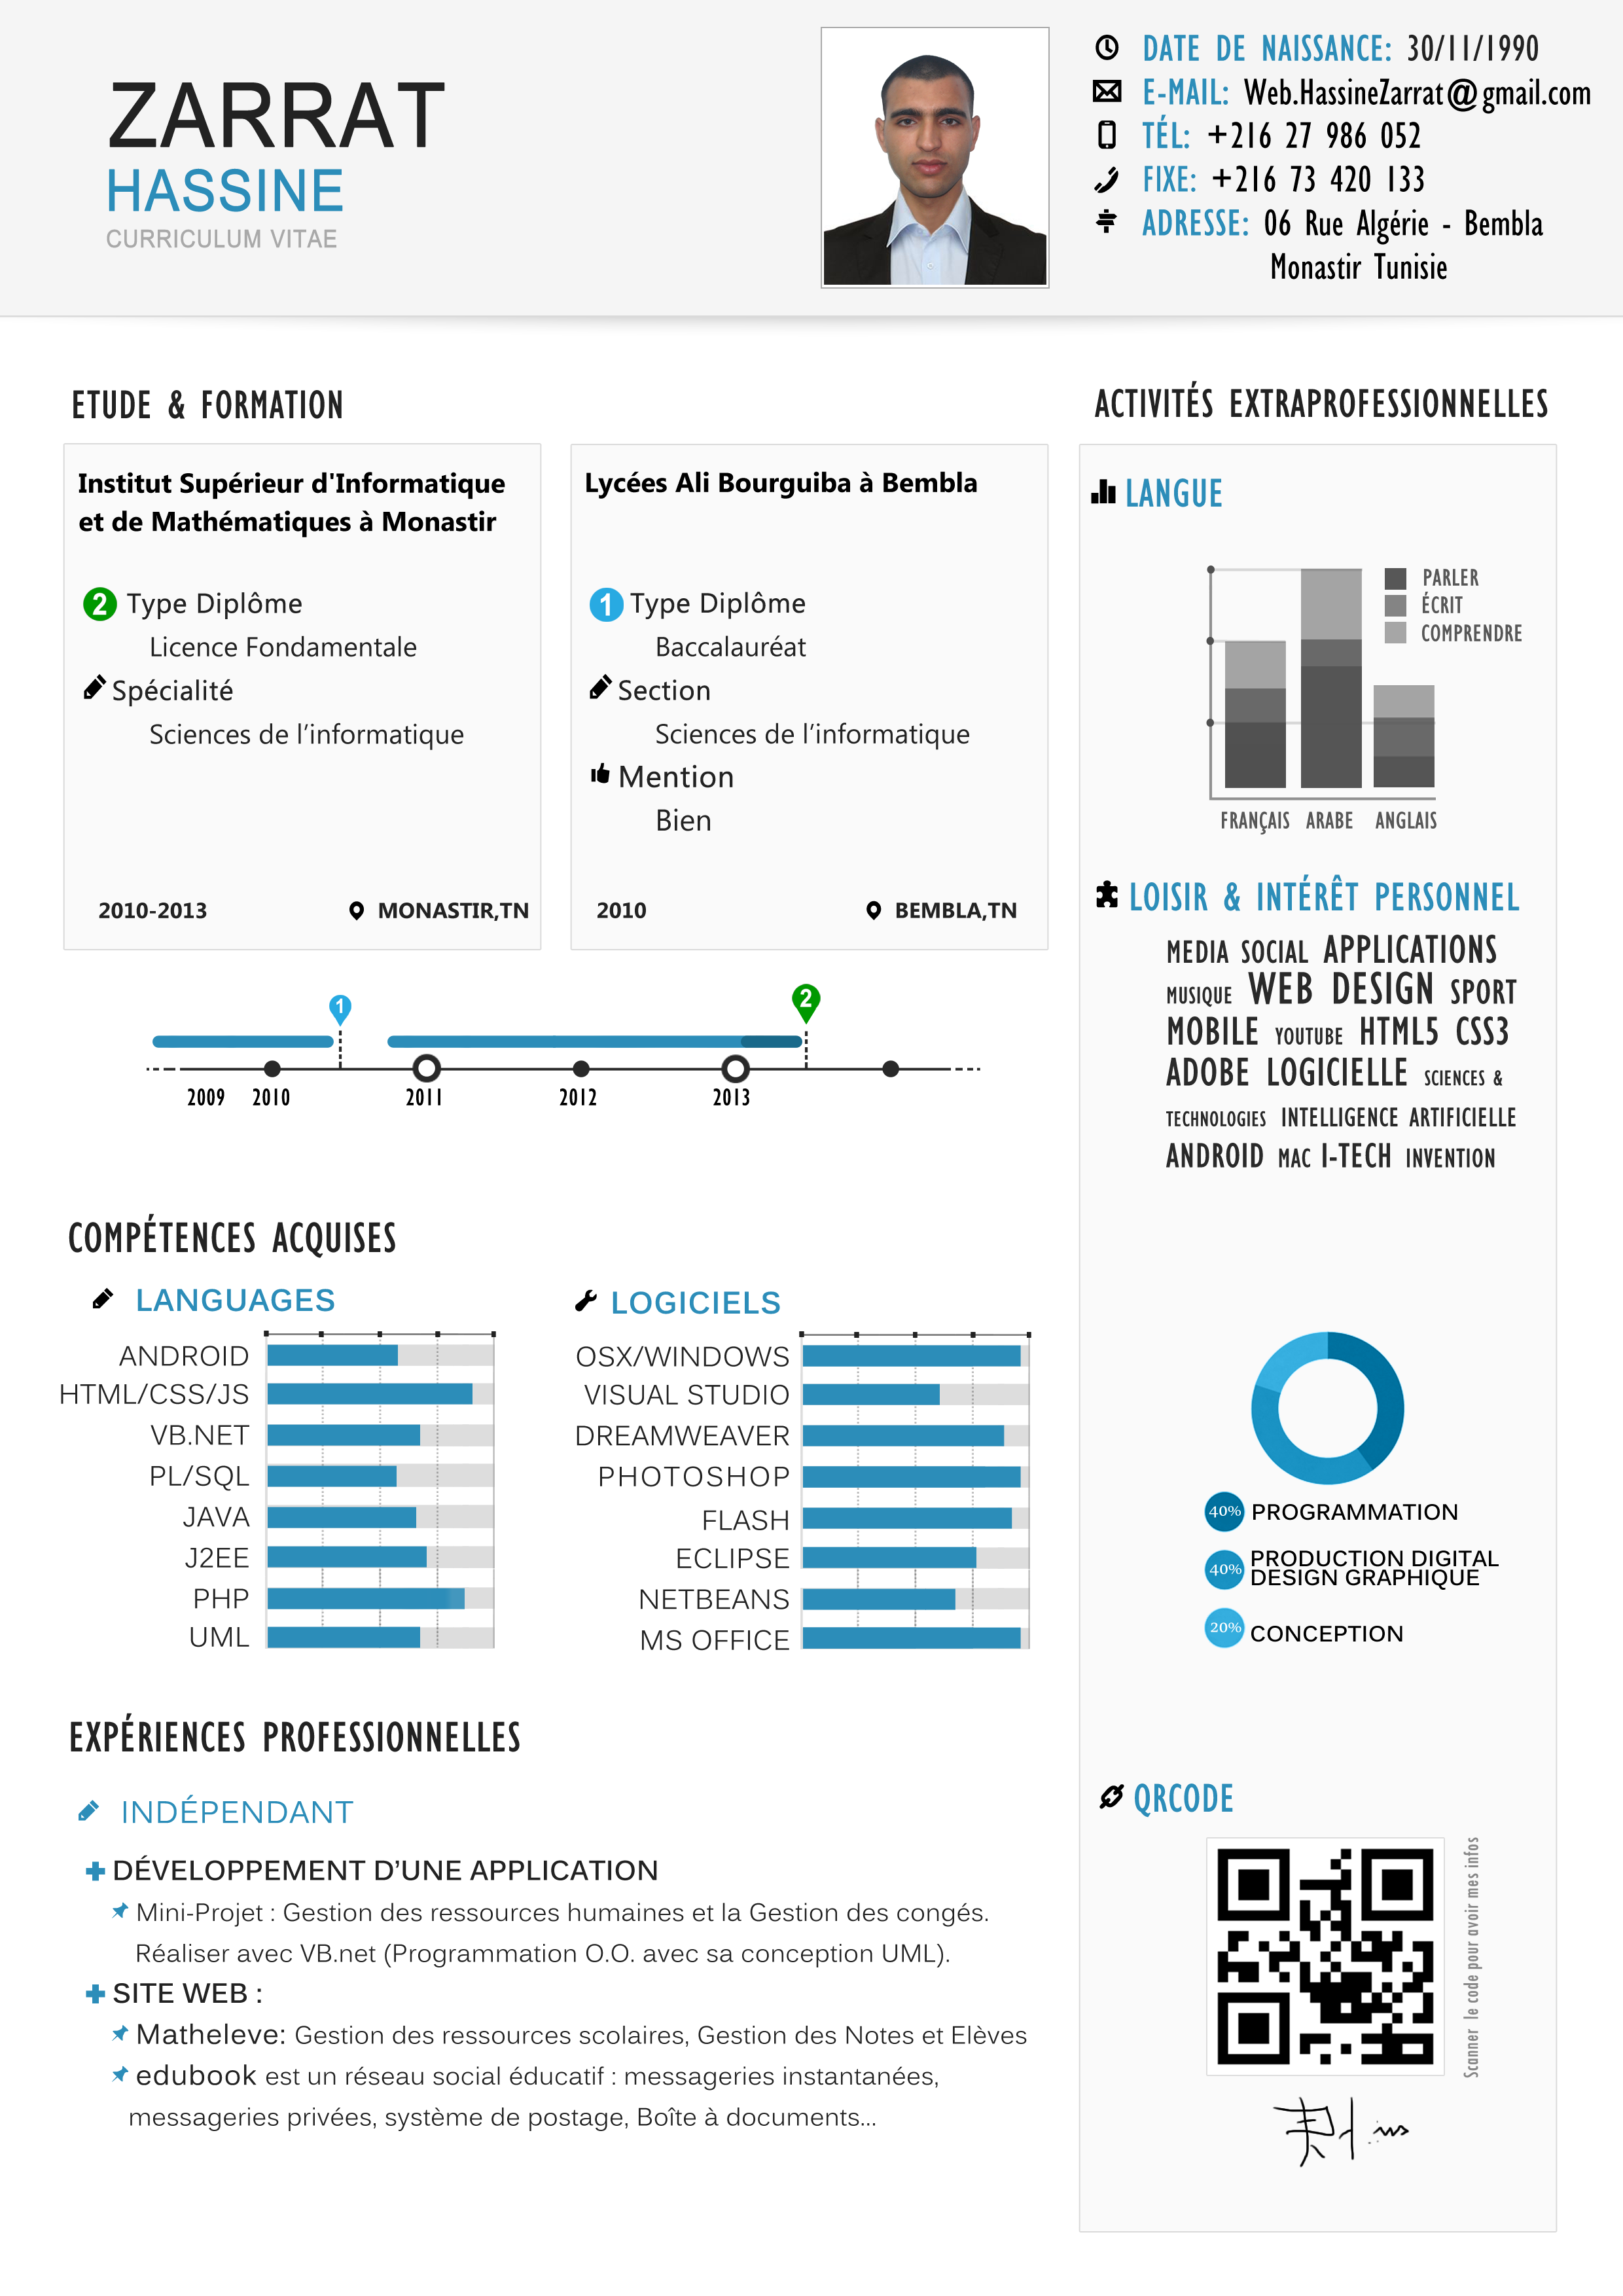 ZARRAT
HASSINE
CURRICULUM VITAE
DATE DE NAISSANCE: 30/11/1990
E-MAIL: Web.HassineZarrat@gmail.com
TÉL: +216 27 986 052
FIXE: +216 73 420 133
ADRESSE: 06 Rue Algérie - Bembla
Monastir Tunisie
ETUDE & FORMATION
Institut Supérieur d'Informatique
et de Mathématiques à Monastir
2 Type Diplôme
Licence Fondamentale
Spécialité
Sciences de l’informatique
2010-2013 MONASTIR,TN
Lycées Ali Bourguiba à Bembla
1 Type Diplôme
Baccalauréat
Section
Sciences de l’informatique
Mention
Bien
2010 BEMBLA,TN
1 2
2009 2010 2011 2012 2013
COMPÉTENCES ACQUISES
LANGUAGES
ANDROID
HTML/CSS/JS
VB.NET
PL/SQL
JAVA
J2EE
PHP
UML
LOGICIELS
OSX/WINDOWS
VISUAL STUDIO
DREAMWEAVER
PHOTOSHOP
FLASH
ECLIPSE
NETBEANS
MS OFFICE
EXPÉRIENCES PROFESSIONNELLES
INDÉPENDANT
DÉVELOPPEMENT D’UNE APPLICATION
Mini-Projet : Gestion des ressources humaines et la Gestion des congés.
Réaliser avec VB.net (Programmation O.O. avec sa conception UML).
SITE WEB :
Matheleve: Gestion des ressources scolaires, Gestion des Notes et Elèves
edubook est un réseau social éducatif : messageries instantanées,
messageries privées, système de postage, Boîte à documents...
ACTIVITÉS EXTRAPROFESSIONNELLES
LANGUE
PARLER
ÉCRIT
COMPRENDRE
FRANÇAIS ARABE ANGLAIS
LOISIR & INTÉRÊT PERSONNEL
MEDIA SOCIAL APPLICATIONS
MUSIQUE WEB DESIGN SPORT
MOBILE YOUTUBE HTML5 CSS3
ADOBE LOGICIELLE SCIENCES &
TECHNOLOGIES INTELLIGENCE ARTIFICIELLE
ANDROID MAC I-TECH INVENTION
40% PROGRAMMATION
40% PRODUCTION DIGITAL
DESIGN GRAPHIQUE
20% CONCEPTION
QRCODE
Scanner le code pour avoir mes infos